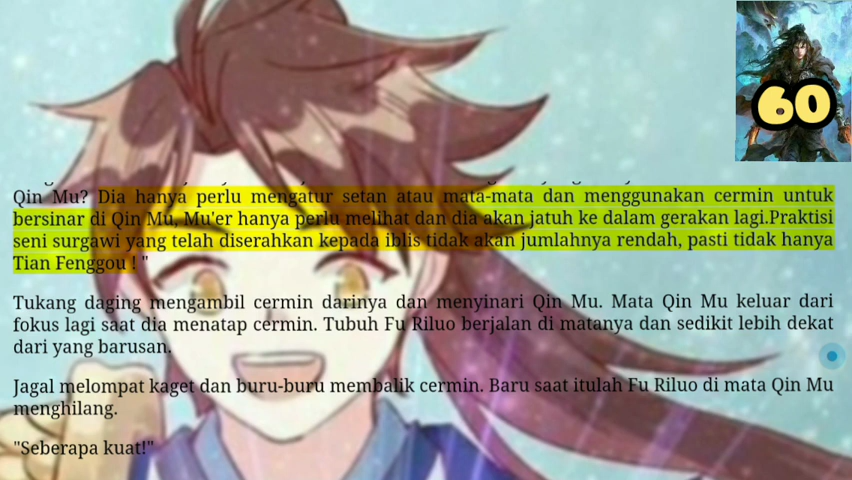 60
Qin Mu? Dia hanya perlu mengatur setan atau mata-mata dan menggunakan cermin untuk
bersinar di Qin Mu, Mu'er hanya perlu melihat dan dia akan jatuh ke dalam gerakan lagi.Praktisi
seni surgawi yang telah diserahkan kepada iblis tidak akan jumlahnya rendah, pasti tidak hanya
Tian Fenggou ! "
Tukang daging mengambil cermin darinya dan menyinari Qin Mu. Mata Qin Mu keluar dari
fokus lagi saat dia menatap cermin. Tubuh Fu Riluo berjalan di matanya dan sedikit lebih dekat
dari yang barusan.
Jagal melompat kaget dan buru-buru membalik cermin. Baru saat itulah Fu Riluo di mata Qin Mu
menghilang.
"Seberapa kuat!"